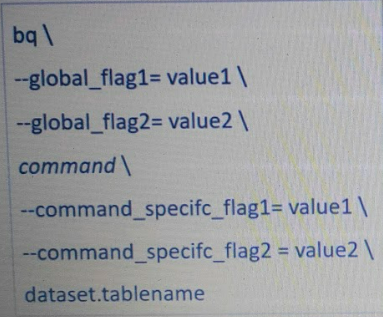 bq \
--global_flag1= value1 \
--global_flag2= value2 \
command \
--command_specifc_flag1= value1 \
--command_specifc_flag2 = value2 \
dataset.tablename